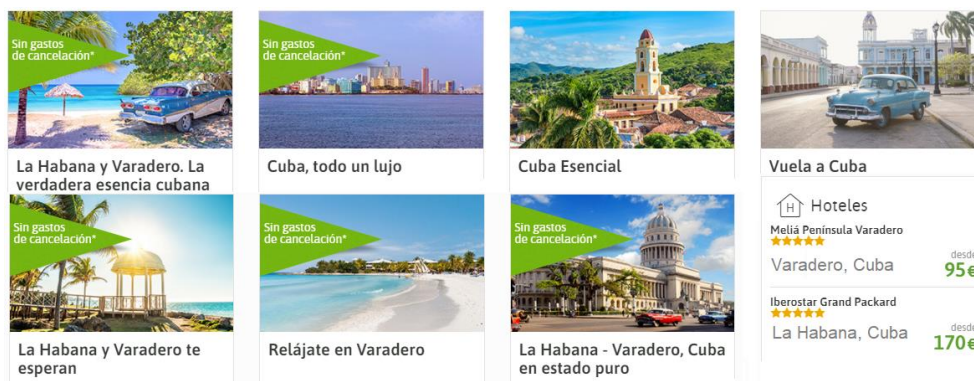 Sin gastos
de cancelación*
La Habana y Varadero. La
verdadera esencia cubana
Sin gastos
de cancelación*
Cuba, todo un lujo
Cuba Esencial
Vuela a Cuba
Sin gastos
de cancelación*
La Habana y Varadero te
esperan
Relájate en Varadero
Sin gastos
de cancelación*
Sin gastos
de cancelación*
La Habana - Varadero, Cuba
en estado puro
H Hoteles
Meliá Península Varadero
desde
Varadero, Cuba 95€
Iberostar Grand Packard
desde
La Habana, Cuba 170€